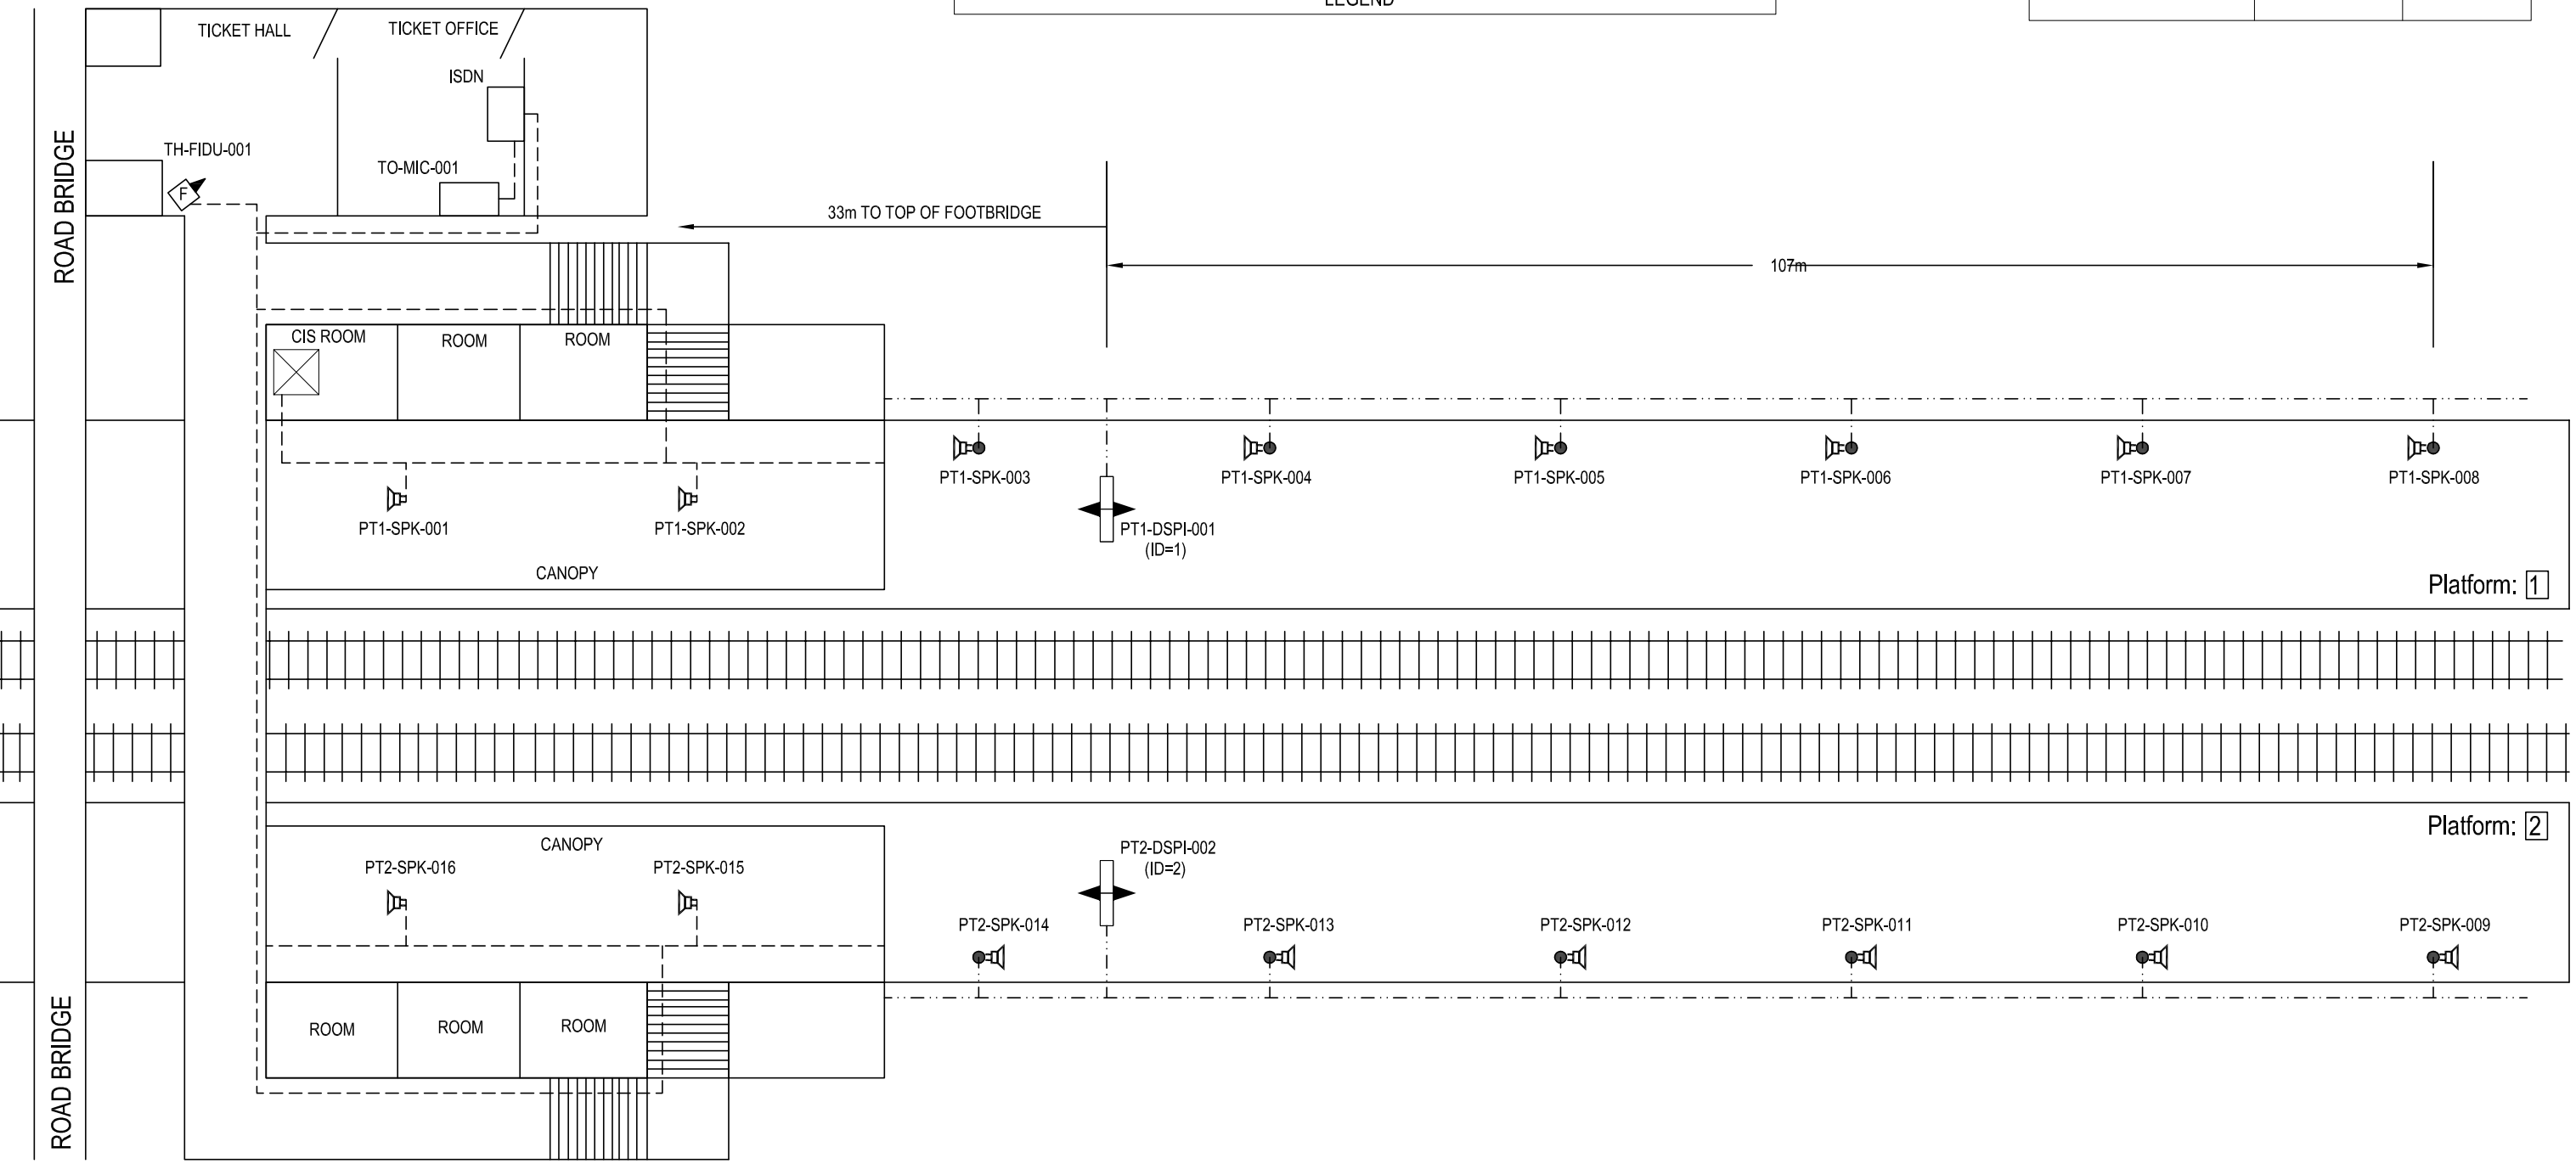 LEGEND
TICKET HALL
TICKET OFFICE
ISDN
ROAD BRIDGE
TH-FIDU-001
F
TO-MIC-001
33m TO TOP OF FOOTBRIDGE
107m
CIS ROOM
ROOM
ROOM
PT1-SPK-003
PT1-SPK-004
PT1-SPK-005
PT1-SPK-006
PT1-SPK-007
PT1-SPK-008
PT1-SPK-001
PT1-SPK-002
PT1-DSPI-001
(ID=1)
CANOPY
Platform: 1
Platform: 2
CANOPY
PT2-SPK-016
PT2-SPK-015
PT2-DSPI-002
(ID=2)
PT2-SPK-014
PT2-SPK-013
PT2-SPK-012
PT2-SPK-011
PT2-SPK-010
PT2-SPK-009
ROAD BRIDGE
ROOM
ROOM
ROOM